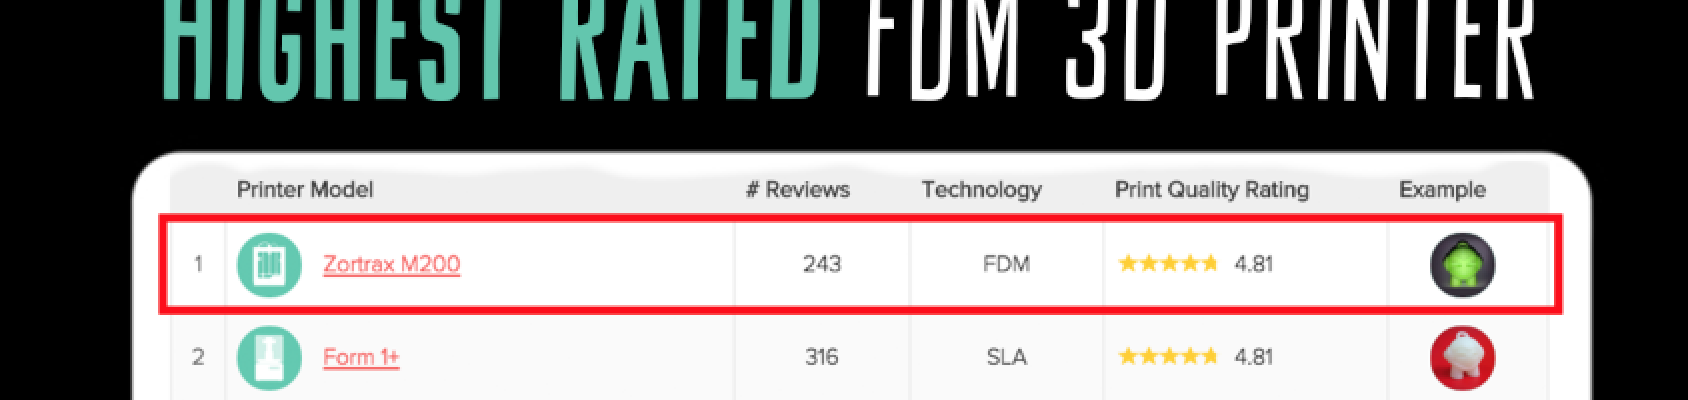 HIGHEST RATED FDM 3D PRINTER
Printer Model # Reviews Technology Print Quality Rating Example
1 Zortrax M200 243 FDM 4.81
2 Form 1+ 316 SLA 4.81